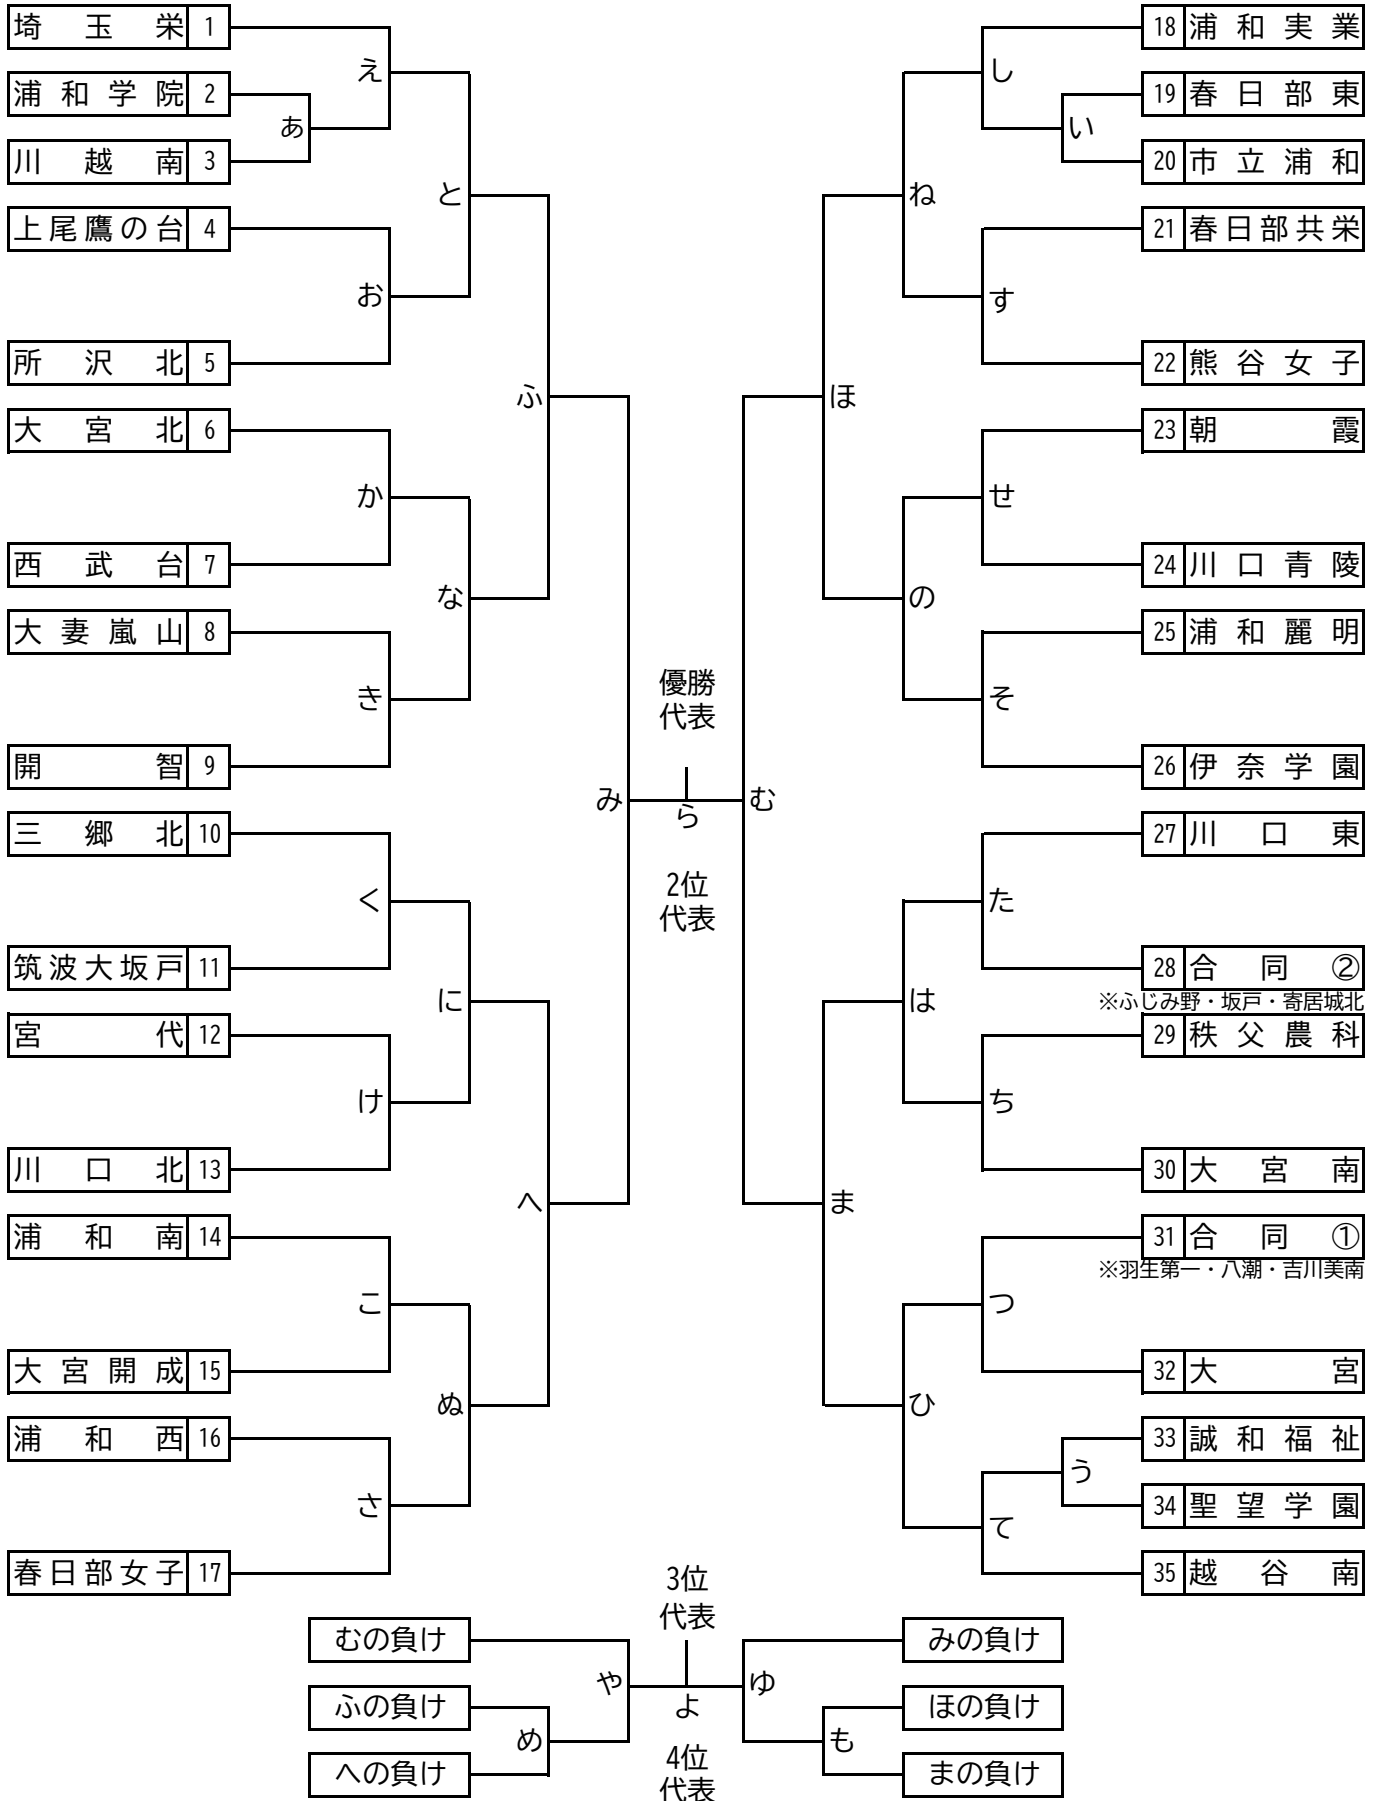 埼玉栄 1
え
浦和学院 2
あ
川越南 3
と
上尾鷹の台 4
お
所沢北 5
ふ
大宮北 6
か
西武台 7
な
大妻嵐山 8
き
開智 9
み
三郷北 10
く
筑波大坂戸 11
に
宮代 12
け
川口北 13
へ
浦和南 14
こ
大宮開成 15
ぬ
浦和西 16
さ
春日部女子 17
優勝
代表
ら
2位
代表
18 浦和実業
し
19 春日部東
い
20 市立浦和
ね
21 春日部共栄
す
22 熊谷女子
ほ
23 朝霞
せ
24 川口青陵
の
25 浦和麗明
そ
26 伊奈学園
む
27 川口東
た
28 合同②
※ふじみ野・坂戸・寄居城北
は
29 秩父農科
ち
30 大宮南
ま
31 合同①
※羽生第一・八潮・吉川美南
つ
32 大宮
ひ
33 誠和福祉
う
34 聖望学園
て
35 越谷南
3位
代表
むの負け
や
ふの負け
め
への負け
よ
4位
代表
みの負け
ゆ
ほの負け
も
まの負け